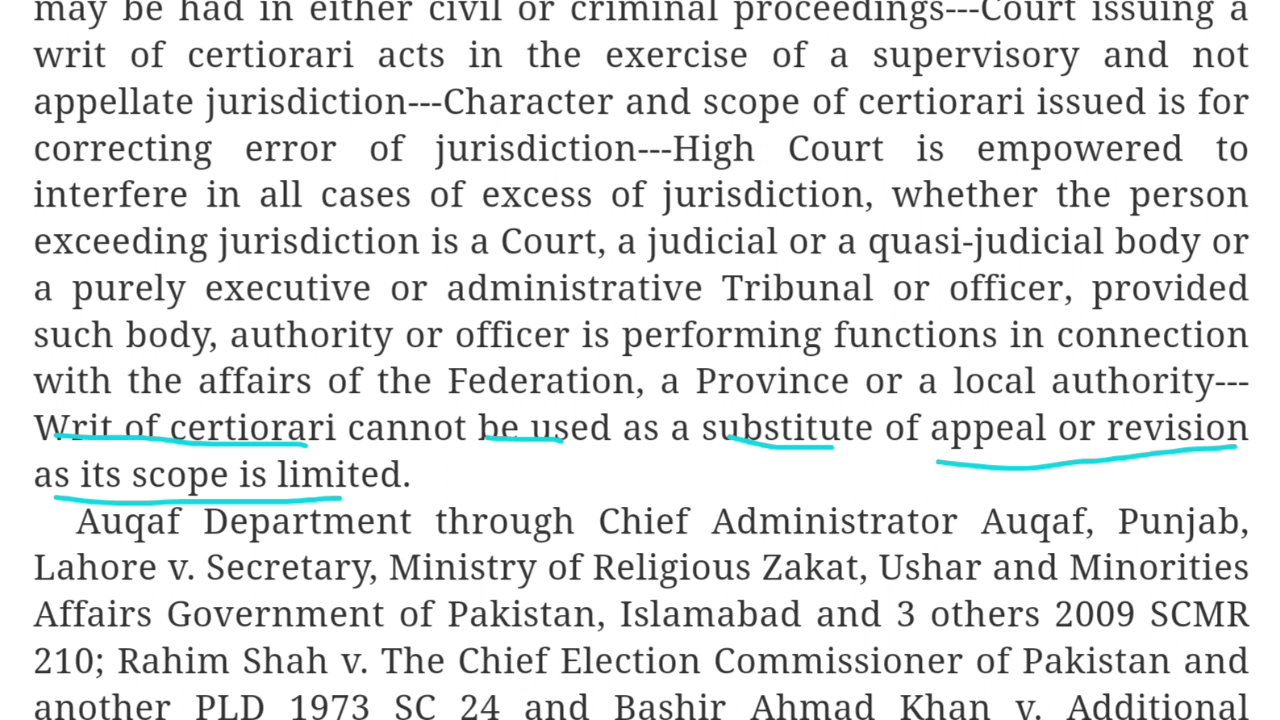 may be had in either civil or criminal proceedings---Court issuing a
writ of certiorari acts in the exercise of a supervisory and not
appellate jurisdiction---Character and scope of certiorari issued is for
correcting error of jurisdiction---High Court is empowered to
interfere in all cases of excess of jurisdiction, whether the person
exceeding jurisdiction is a Court, a judicial or a quasi-judicial body or
a purely executive or administrative Tribunal or officer, provided
such body, authority or officer is performing functions in connection
with the affairs of the Federation, a Province or a local authority---
Writ of certiorari cannot be used as a substitute of appeal or revision
as its scope is limited.
Auqaf Department through Chief Administrator Auqaf, Punjab,
Lahore v. Secretary, Ministry of Religious Zakat, Ushar and Minorities
Affairs Government of Pakistan, Islamabad and 3 others 2009 SCMR
210; Rahim Shah v. The Chief Election Commissioner of Pakistan and
another PLD 1973 SC 24 and Bashir Ahmad Khan v. Additional